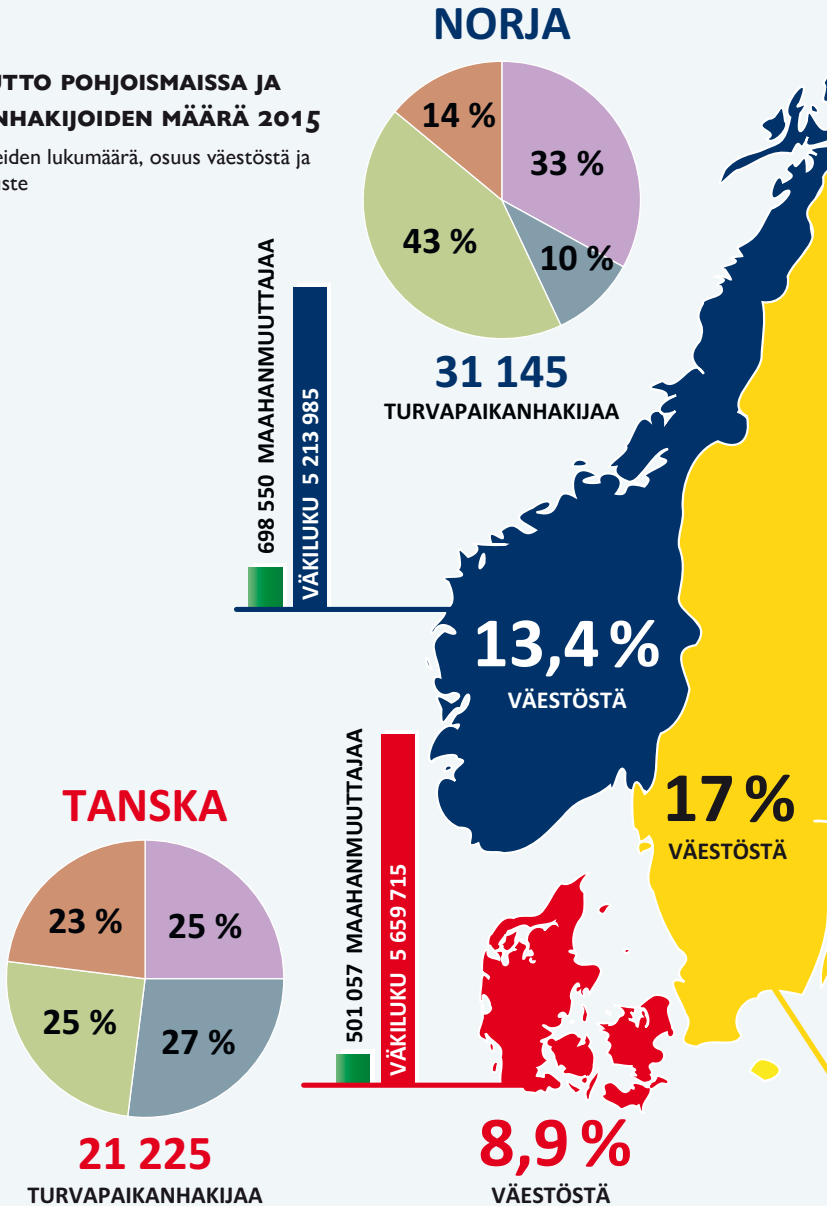 NORJA
UTTO POHJOISMAISSA JA
NHAKIJOIDEN MÄÄRÄ 2015
eiden lukumäärä, osuus väestöstä ja
uste
14 %
33 %
43 %
10 %
31 145
TURVAPAIKANHAKIJAA
698 550 MAAHANMUUTTAJAA
VÄKILUKU 5 213 985
13,4 %
VÄESTÖSTÄ
17 %
VÄESTÖSTÄ
TANSKA
23 %
25 %
25 %
27 %
21 225
TURVAPAIKANHAKIJAA
501 057 MAAHANMUUTTAJAA
VÄKILUKU 5 659 715
8,9 %
VÄESTÖSTÄ